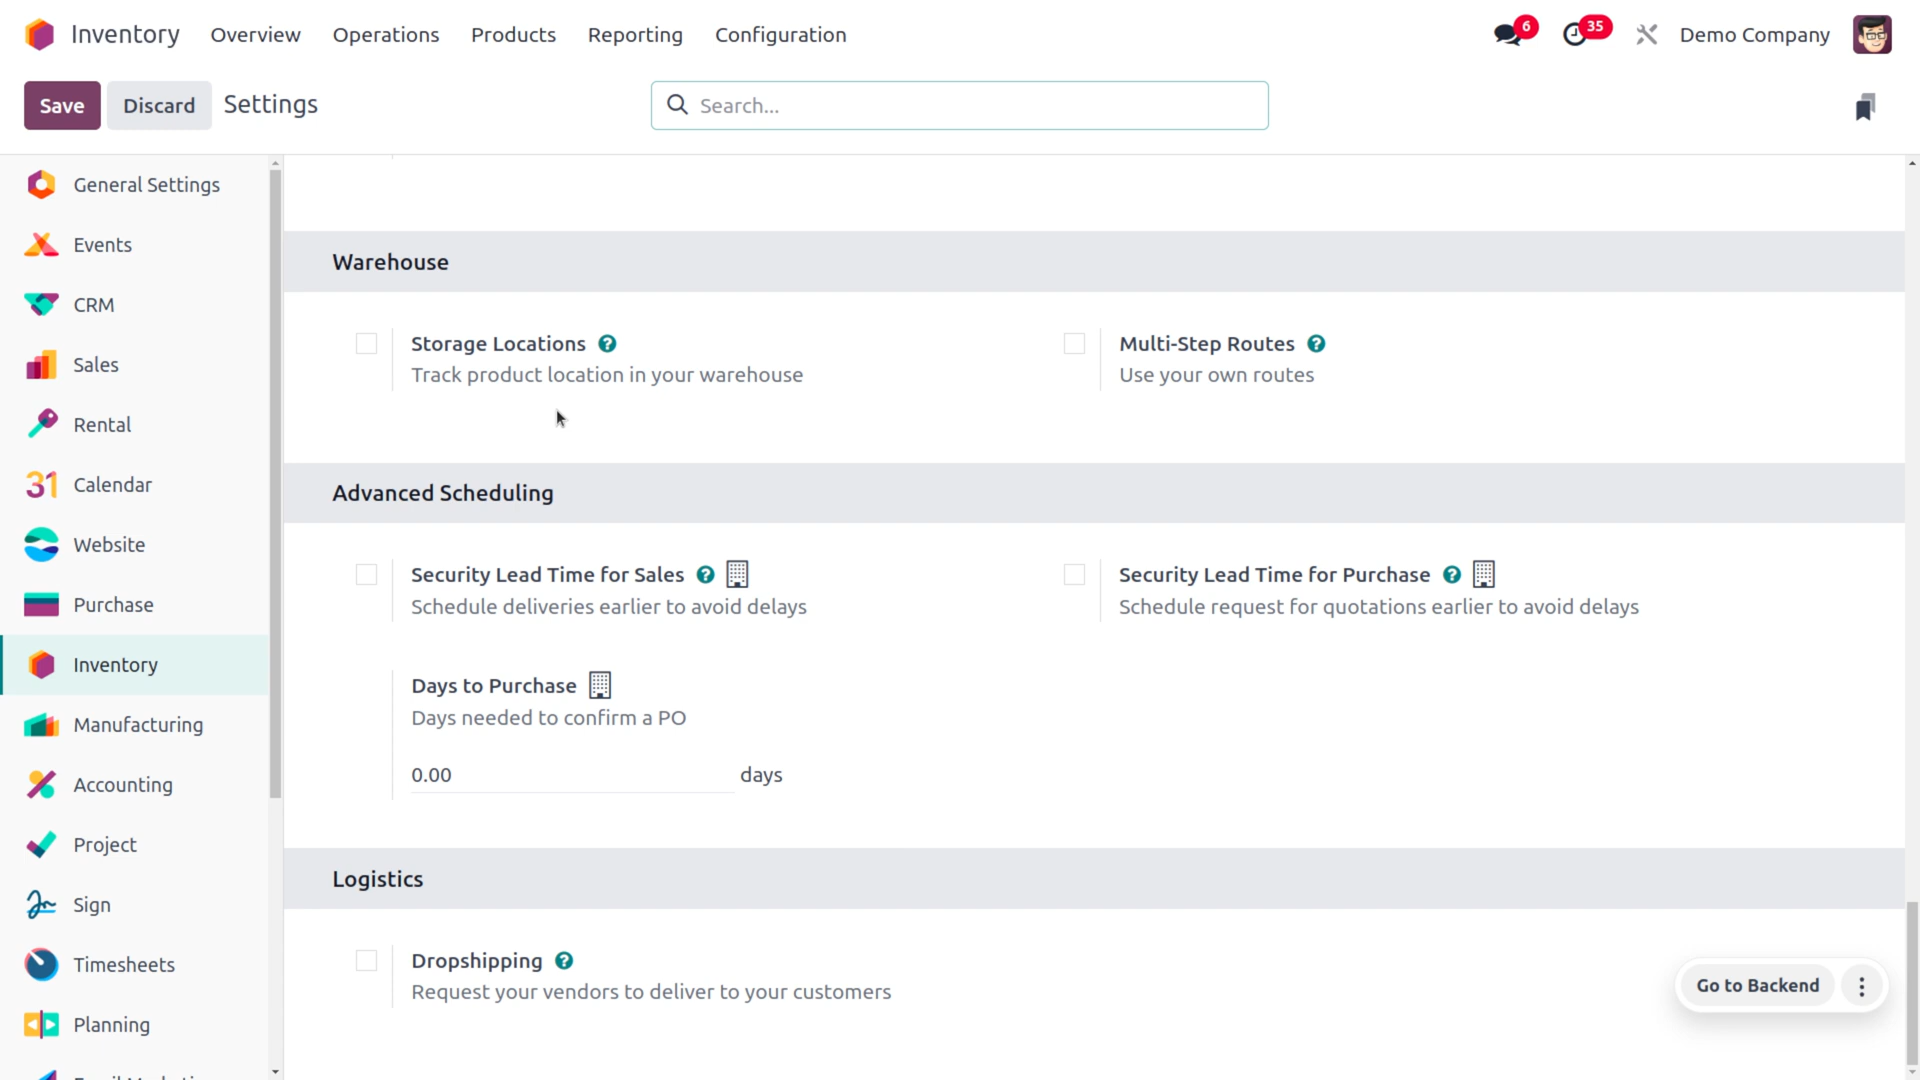 Inventory Overview Operations Products Reporting Configuration 6 35 Demo Company
Save Discard Settings Search...
General Settings
Events
CRM
Sales
Rental
Calendar
Website
Purchase
Inventory
Manufacturing
Accounting
Project
Sign
Timesheets
Planning
Warehouse
Storage Locations ?
Track product location in your warehouse
Multi-Step Routes ?
Use your own routes
Advanced Scheduling
Security Lead Time for Sales ?
Schedule deliveries earlier to avoid delays
Security Lead Time for Purchase ?
Schedule request for quotations earlier to avoid delays
Days to Purchase
Days needed to confirm a PO
0.00 days
Logistics
Dropshipping ?
Request your vendors to deliver to your customers
Go to Backend